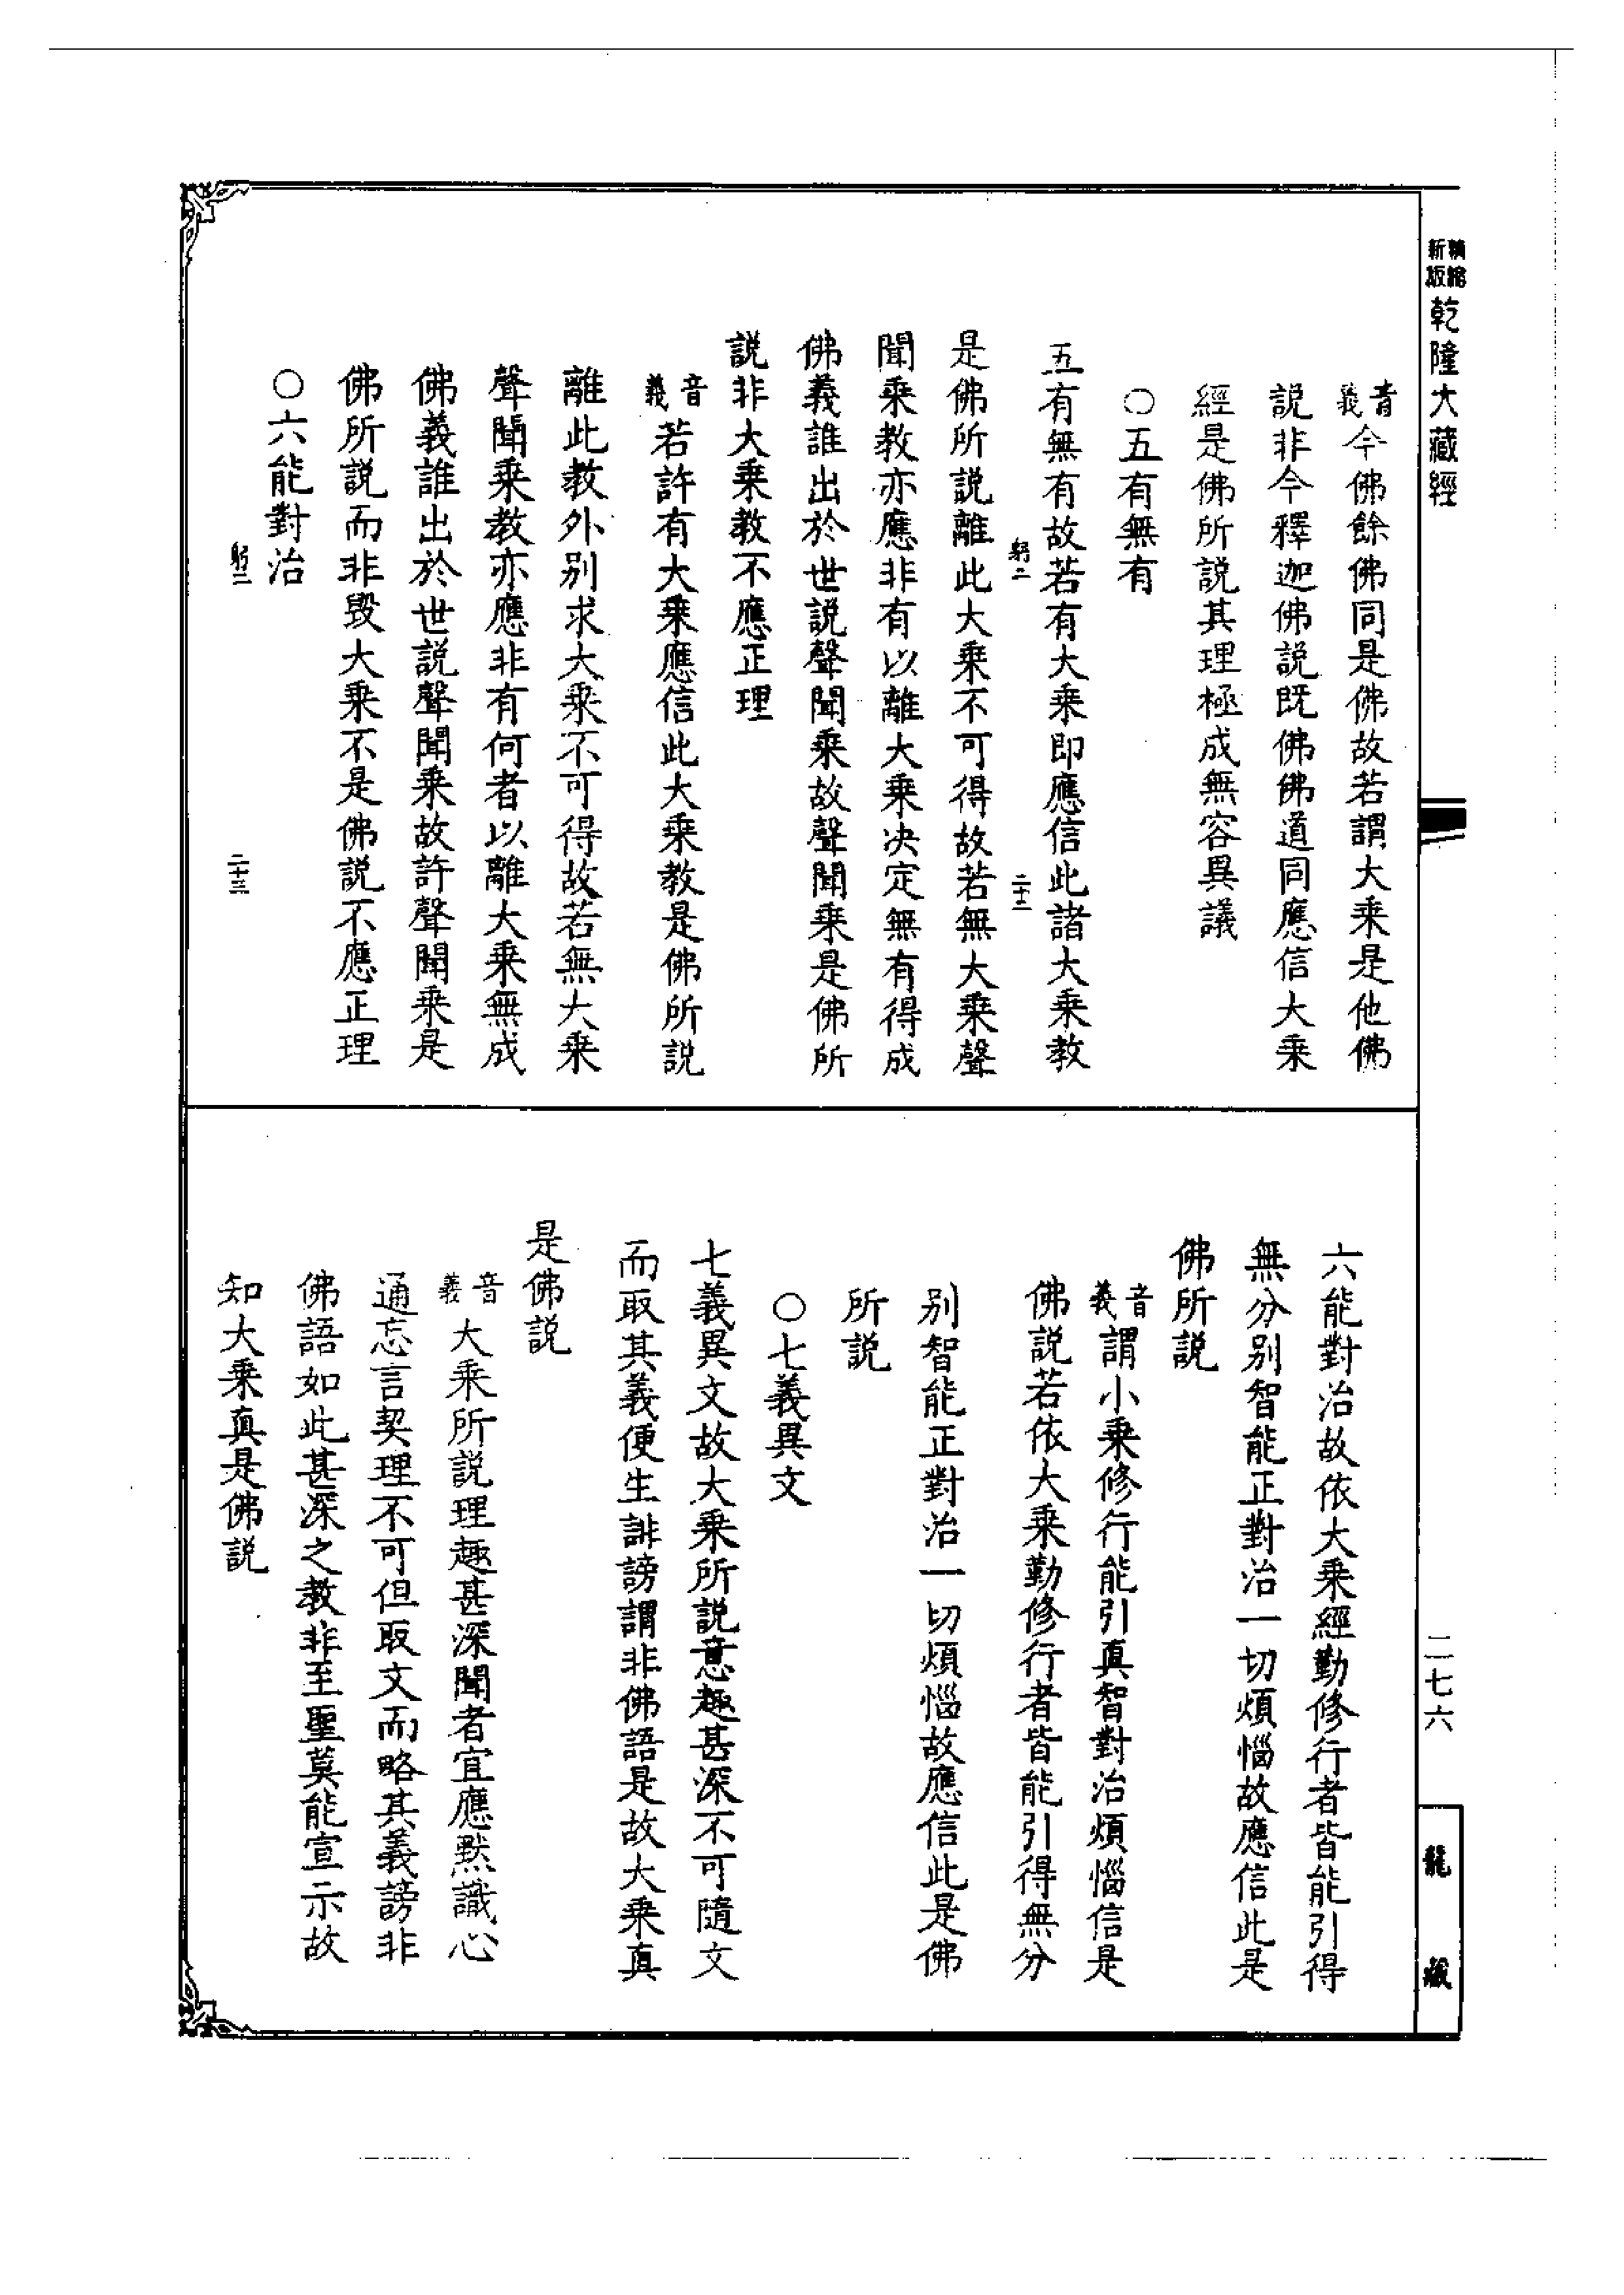 精縮
新版
乾隆大藏經
音義今佛餘佛同是佛故若謂大乘是他佛
說非今釋迦佛說既佛佛道同應信大乘
經是佛所說其理極成無容異議
○五有無有
五有無有故若有大乘即應信此諸大乘教
躬二 二十二
是佛所說離此大乘不可得故若無大乘聲
聞乘教亦應非有以離大乘決定無有得成
佛義誰出於世說聲聞乘故聲聞乘是佛所
說非大乘教不應正理
音義若許有大乘應信此大乘教是佛所說
離此教外別求大乘不可得故若無大乘
聲聞乘教亦應非有何者以離大乘無成
佛義誰出於世說聲聞乘故許聲聞乘是
佛所說而非毀大乘不是佛說不應正理
○六能對治
躬二 二十三
六能對治故依大乘經勤修行者皆能引得
無分別智能正對治一切煩惱故應信此是
佛所說
音義謂小乘修行能引真智對治煩惱信是
佛說若依大乘勤修行者皆能引得無分
別智能正對治一切煩惱故應信此是佛
所說
○七義異文
七義異文故大乘所說意趣甚深不可隨文
而取其義便生誹謗謂非佛語是故大乘真
是佛說
音義大乘所說理趣甚深聞者宜應默識心
通忘言契理不可但取文而略其義謗非
佛語如此甚深之教非至聖莫能宣示故
知大乘真是佛說
二七六
龍藏